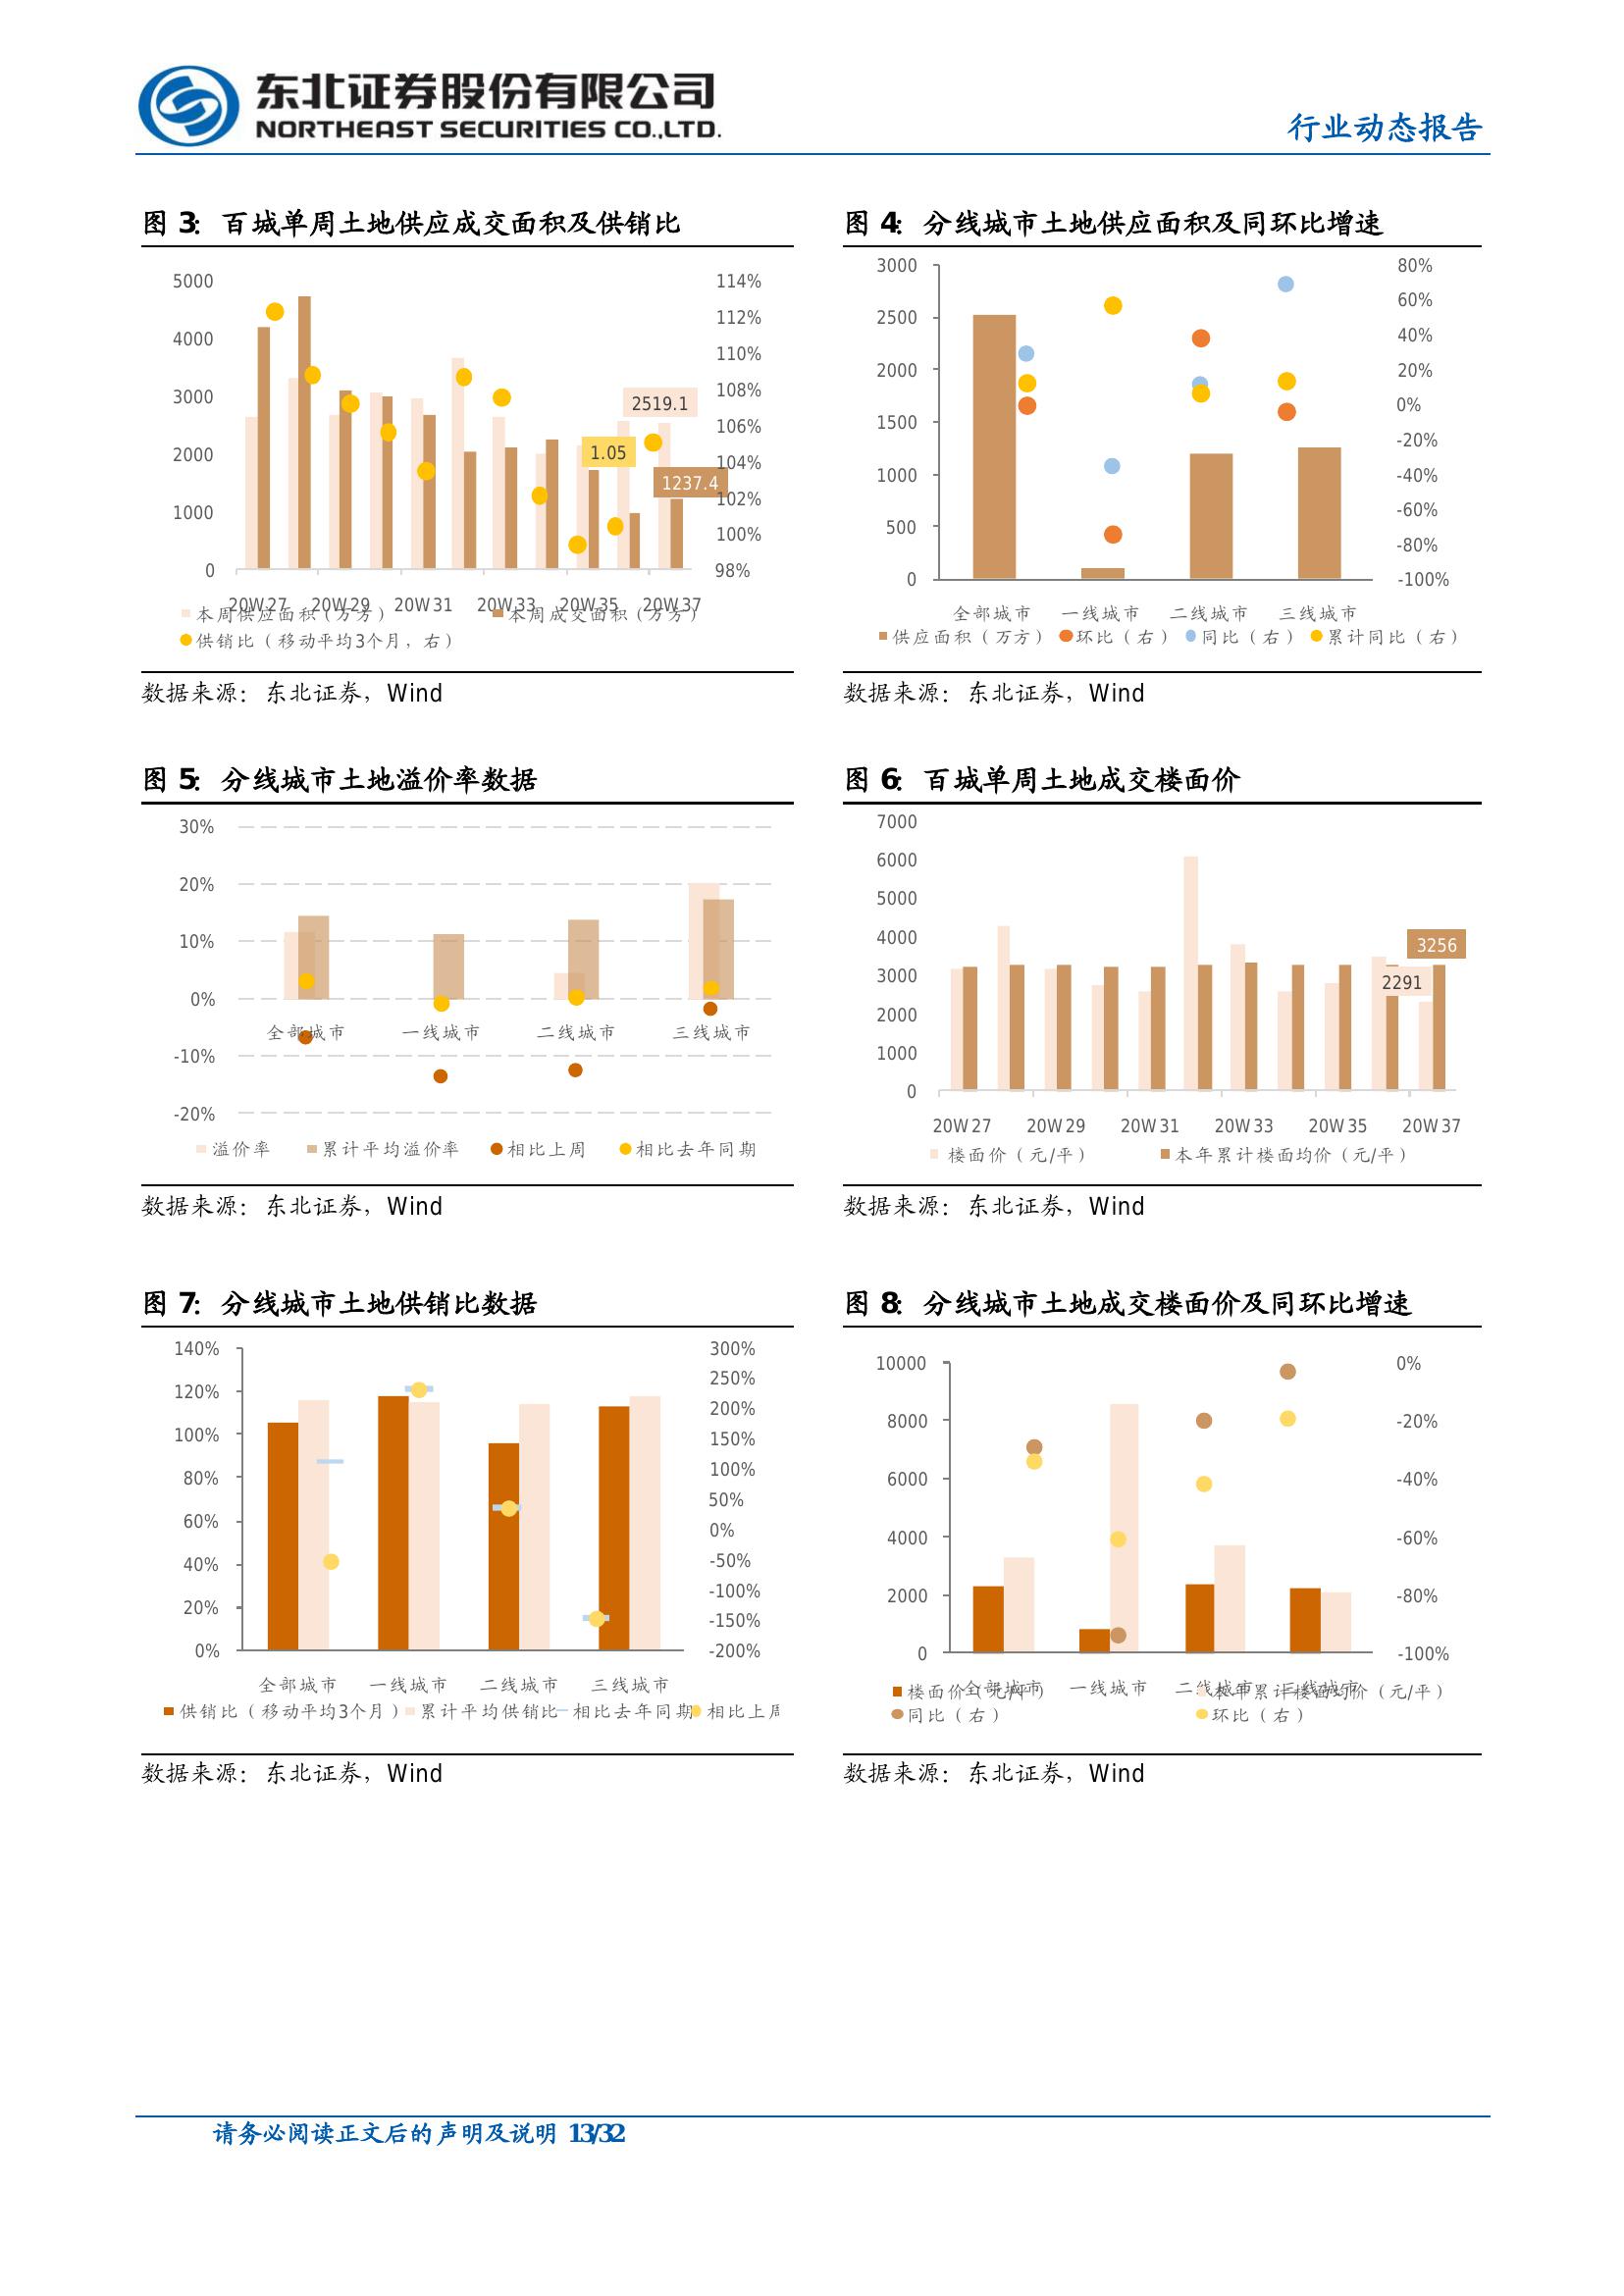 东北证券股份有限公司
NORTHEAST SECURITIES CO.,LTD.
行业动态报告
图 3: 百城单周土地供应成交面积及供销比
5000
4000
3000
2000
1000
0
114%
112%
110%
108%
106%
104%
102%
100%
98%
2519.1
1.05
1237.4
20W27 20W29 20W31 20W33 20W35 20W37
本周供应面积（万方） 本周成交面积（万方）
供销比（移动平均3个月，右）
数据来源：东北证券，Wind
图 4: 分线城市土地供应面积及同环比增速
3000
2500
2000
1500
1000
500
0
80%
60%
40%
20%
0%
-20%
-40%
-60%
-80%
-100%
全部城市 一线城市 二线城市 三线城市
供应面积（万方） 环比（右） 同比（右） 累计同比（右）
数据来源：东北证券，Wind
图 5: 分线城市土地溢价率数据
30%
20%
10%
0%
-10%
-20%
全部城市 一线城市 二线城市 三线城市
溢价率 累计平均溢价率 相比上周 相比去年同期
数据来源：东北证券，Wind
图 6: 百城单周土地成交楼面价
7000
6000
5000
4000
3000
2000
1000
0
3256
2291
20W27 20W29 20W31 20W33 20W35 20W37
楼面价（元/平） 本年累计楼面均价（元/平）
数据来源：东北证券，Wind
图 7: 分线城市土地供销比数据
140%
120%
100%
80%
60%
40%
20%
0%
300%
250%
200%
150%
100%
50%
0%
-50%
-100%
-150%
-200%
全部城市 一线城市 二线城市 三线城市
供销比（移动平均3个月） 累计平均供销比 相比去年同期 相比上周
数据来源：东北证券，Wind
图 8: 分线城市土地成交楼面价及同环比增速
10000
8000
6000
4000
2000
0
0%
-20%
-40%
-60%
-80%
-100%
全部城市 一线城市 二线城市 三线城市
楼面价（元/平） 本年累计楼面均价（元/平）
同比（右） 环比（右）
数据来源：东北证券，Wind
请务必阅读正文后的声明及说明 13/32